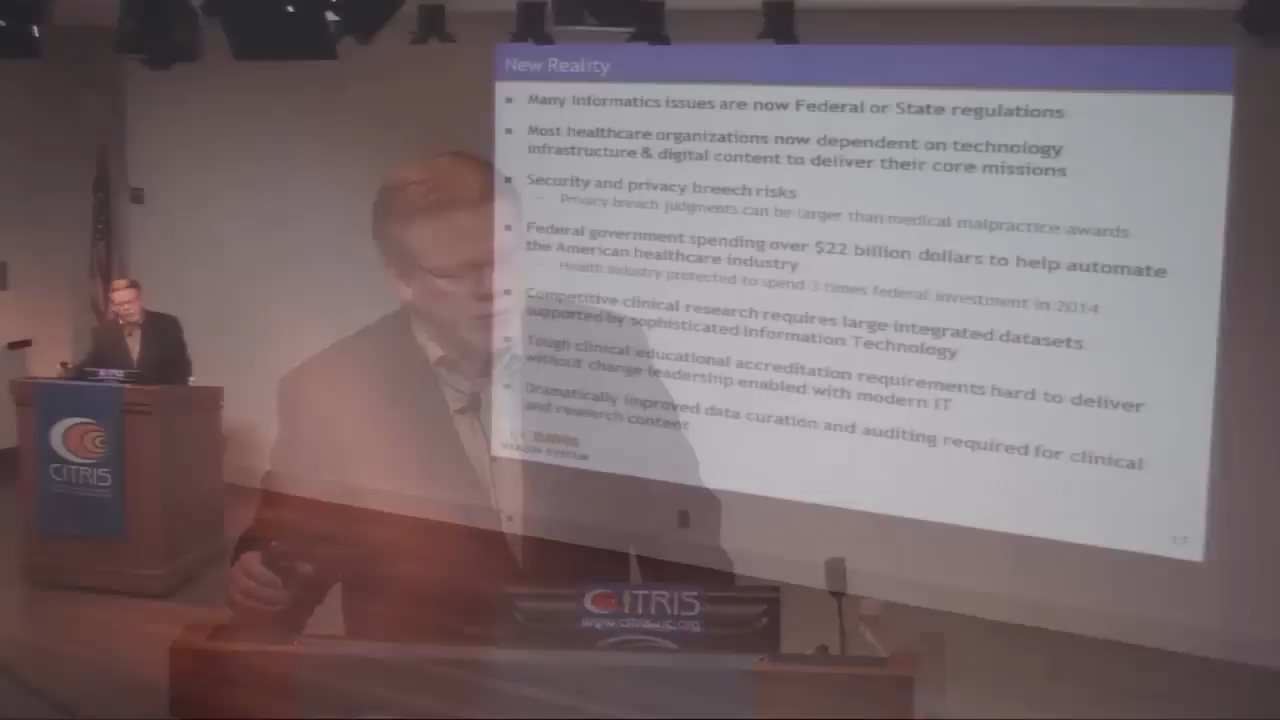 New Reality
Many Informatics issues are now Federal or State regulations
Most healthcare organizations now dependent on technology
infrastructure & digital content to deliver their core missions
Security and privacy breech risks
Privacy breach judgments can be larger than medical malpractice awards
Federal government spending over $22 billion dollars to help automate
the American healthcare industry
Health industry protected to spend 3 times federal investment in 2014
Competitive clinical research requires large integrated datasets
supported by sophisticated Information Technology
Tough clinical educational accreditation requirements hard to deliver
without change leadership enabled with modern IT
Dramatically improved data curation and auditing required for clinical
and research content
HEALTH SYSTEM
CITRIS
CITRIS
www.citris-uc.org